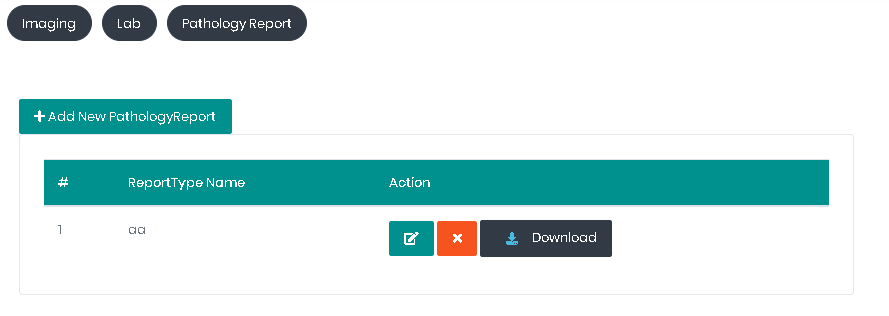 Imaging Lab Pathology Report
Add New PathologyReport
# ReportType Name Action
1 aa Download